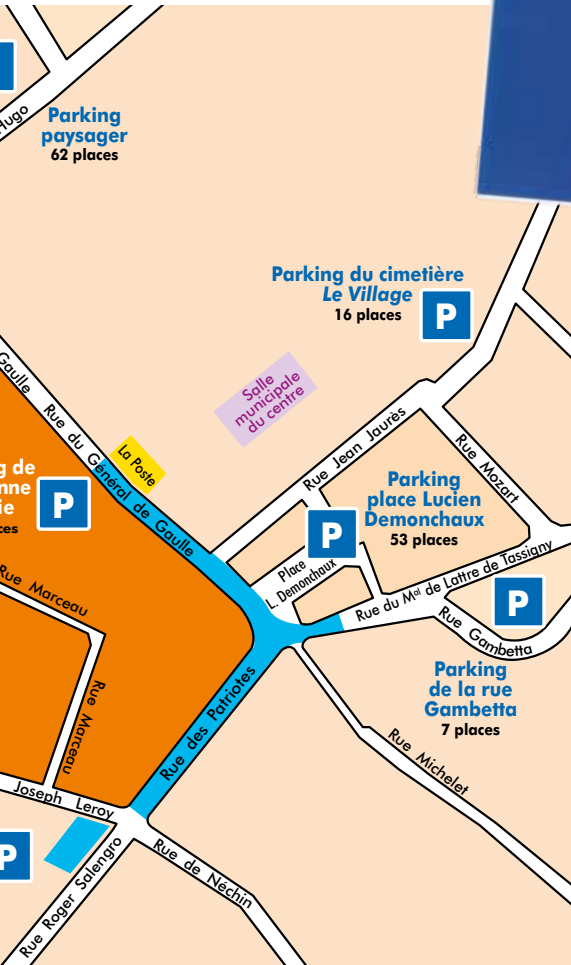 Hugo
Parking
paysager
62 places
Parking du cimetière
Le Village
16 places
P
Salle
municipale
du centre
Gaulle
Rue du Général de Gaulle
La Poste
Rue Jean Jaurès
Rue Mozart
g de
nne
ie
ces
P
Parking
place Lucien
Demonchaux
53 places
P
Place
L. Demonchaux
Rue du Mal de Lattre de Tassigny
P
Rue Gambetta
Parking
de la rue
Gambetta
7 places
Rue Marceau
Rue Marceau
Rue des Patriotes
Rue Michelet
Joseph Leroy
P
Rue Roger Salengro
Rue de Néchin